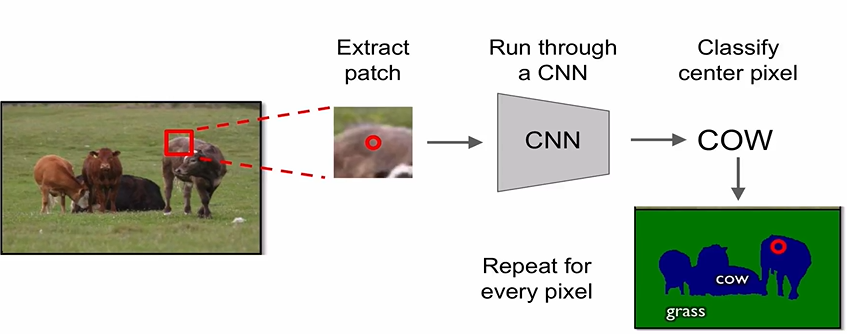 Extract
patch
Run through
a CNN
Classify
center pixel
CNN
COW
Repeat for
every pixel
cow
grass